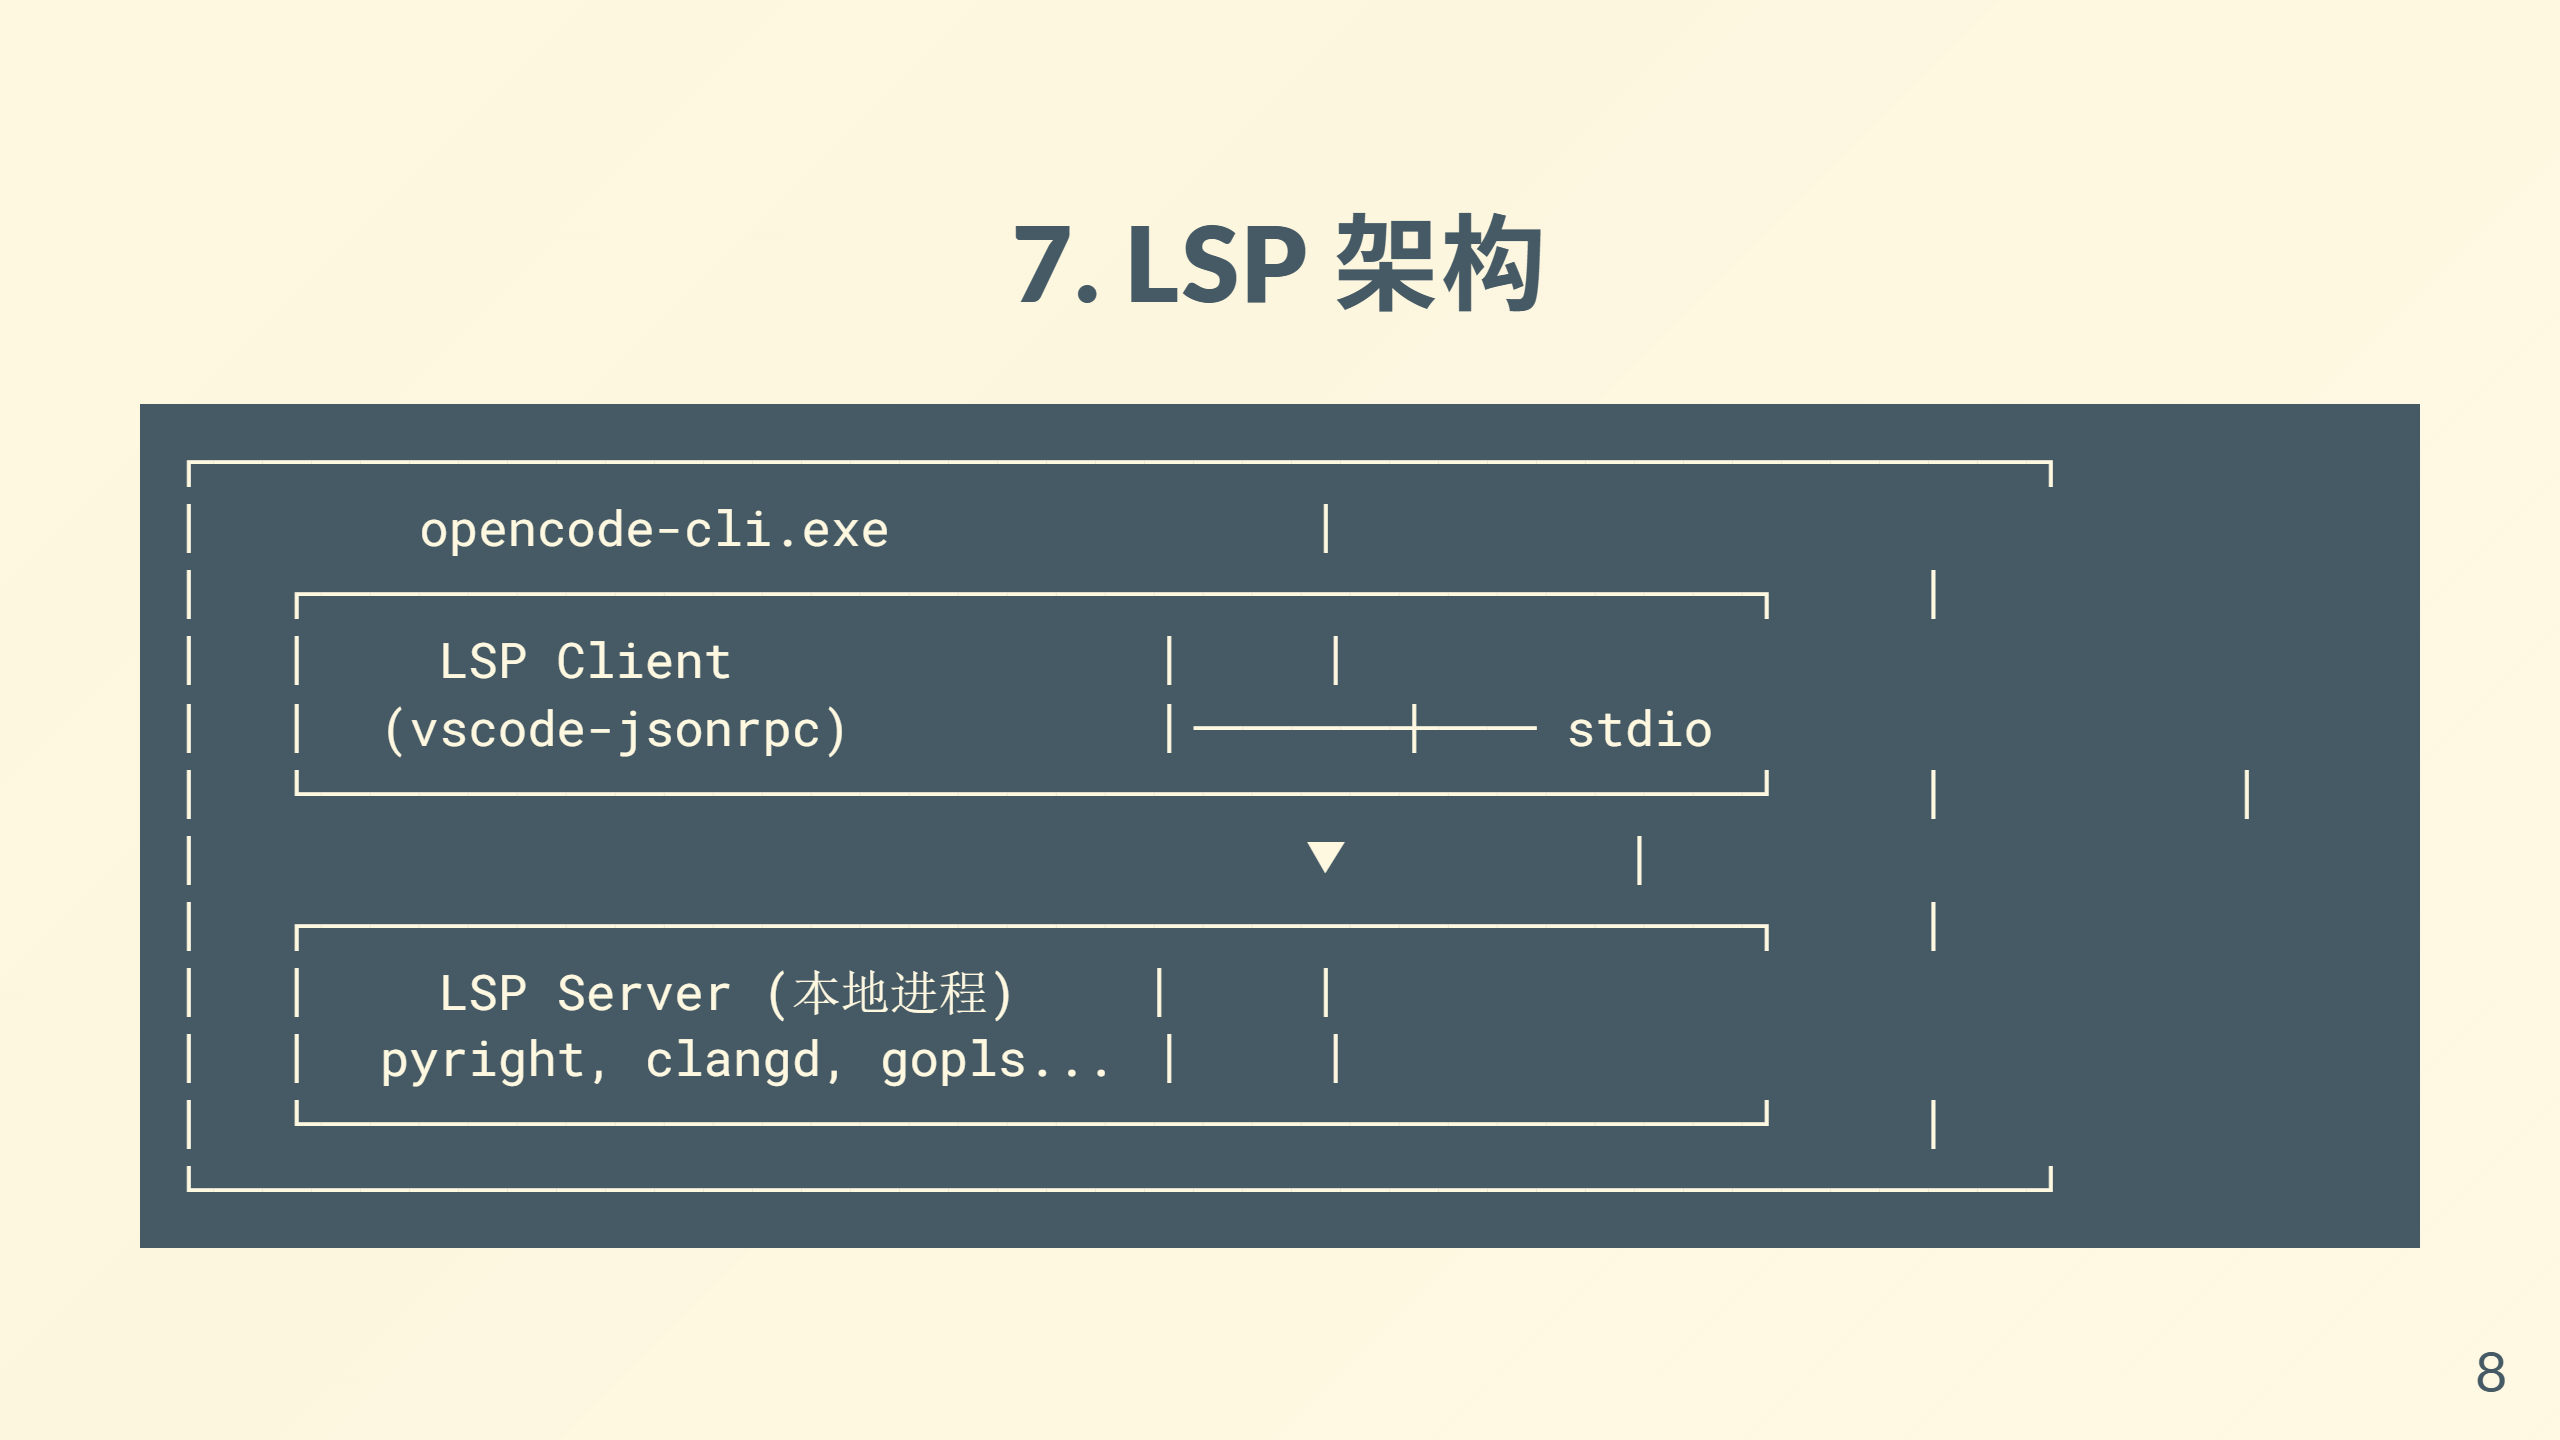 7. LSP 架构
opencode-cli.exe
LSP Client
(vscode-jsonrpc)
stdio
LSP Server (本地进程)
pyright, clangd, gopls...
8